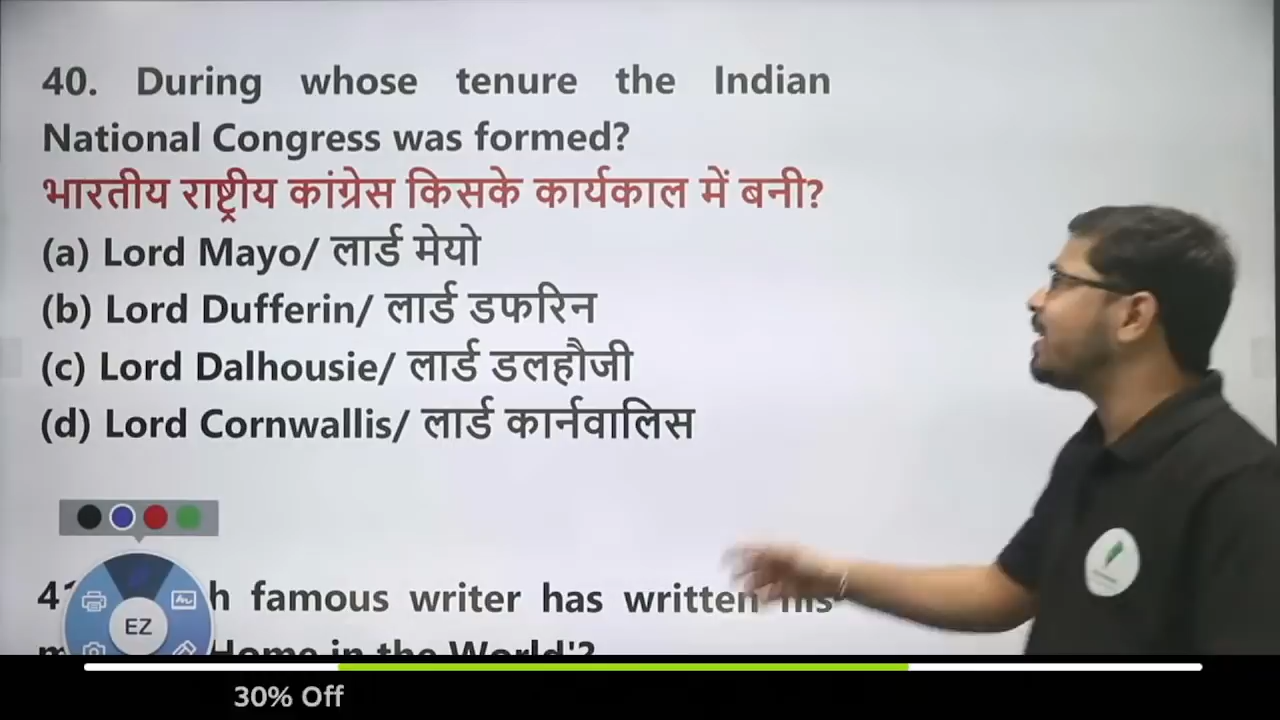 40. During whose tenure the Indian
National Congress was formed?
भारतीय राष्ट्रीय कांग्रेस किसके कार्यकाल में बनी?
(a) Lord Mayo/ लार्ड मेयो
(b) Lord Dufferin/ लार्ड डफरिन
(c) Lord Dalhousie/ लार्ड डलहौजी
(d) Lord Cornwallis/ लार्ड कार्नवालिस
EZ
famous writer has written his
Home in the World'?
30% Off